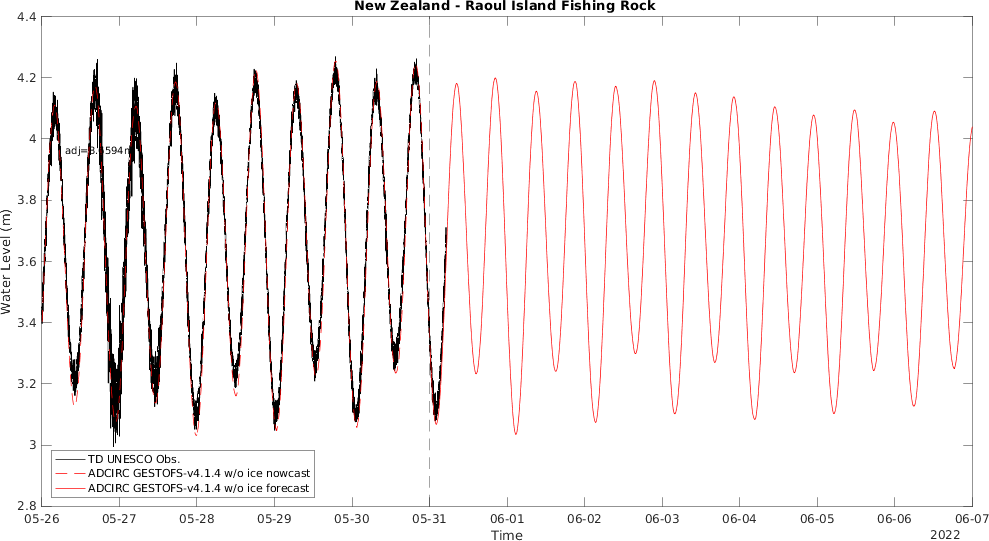 New Zealand - Raoul Island Fishing Rock
4.4
4.2
4
3.8
3.6
3.4
3.2
3
2.8
Water Level (m)
TD UNESCO Obs.
ADCIRC GESTOFS-v4.1.4 w/o ice nowcast
ADCIRC GESTOFS-v4.1.4 w/o ice forecast
05-26 05-27 05-28 05-29 05-30 05-31 06-01 06-02 06-03 06-04 06-05 06-06 06-07
Time
2022